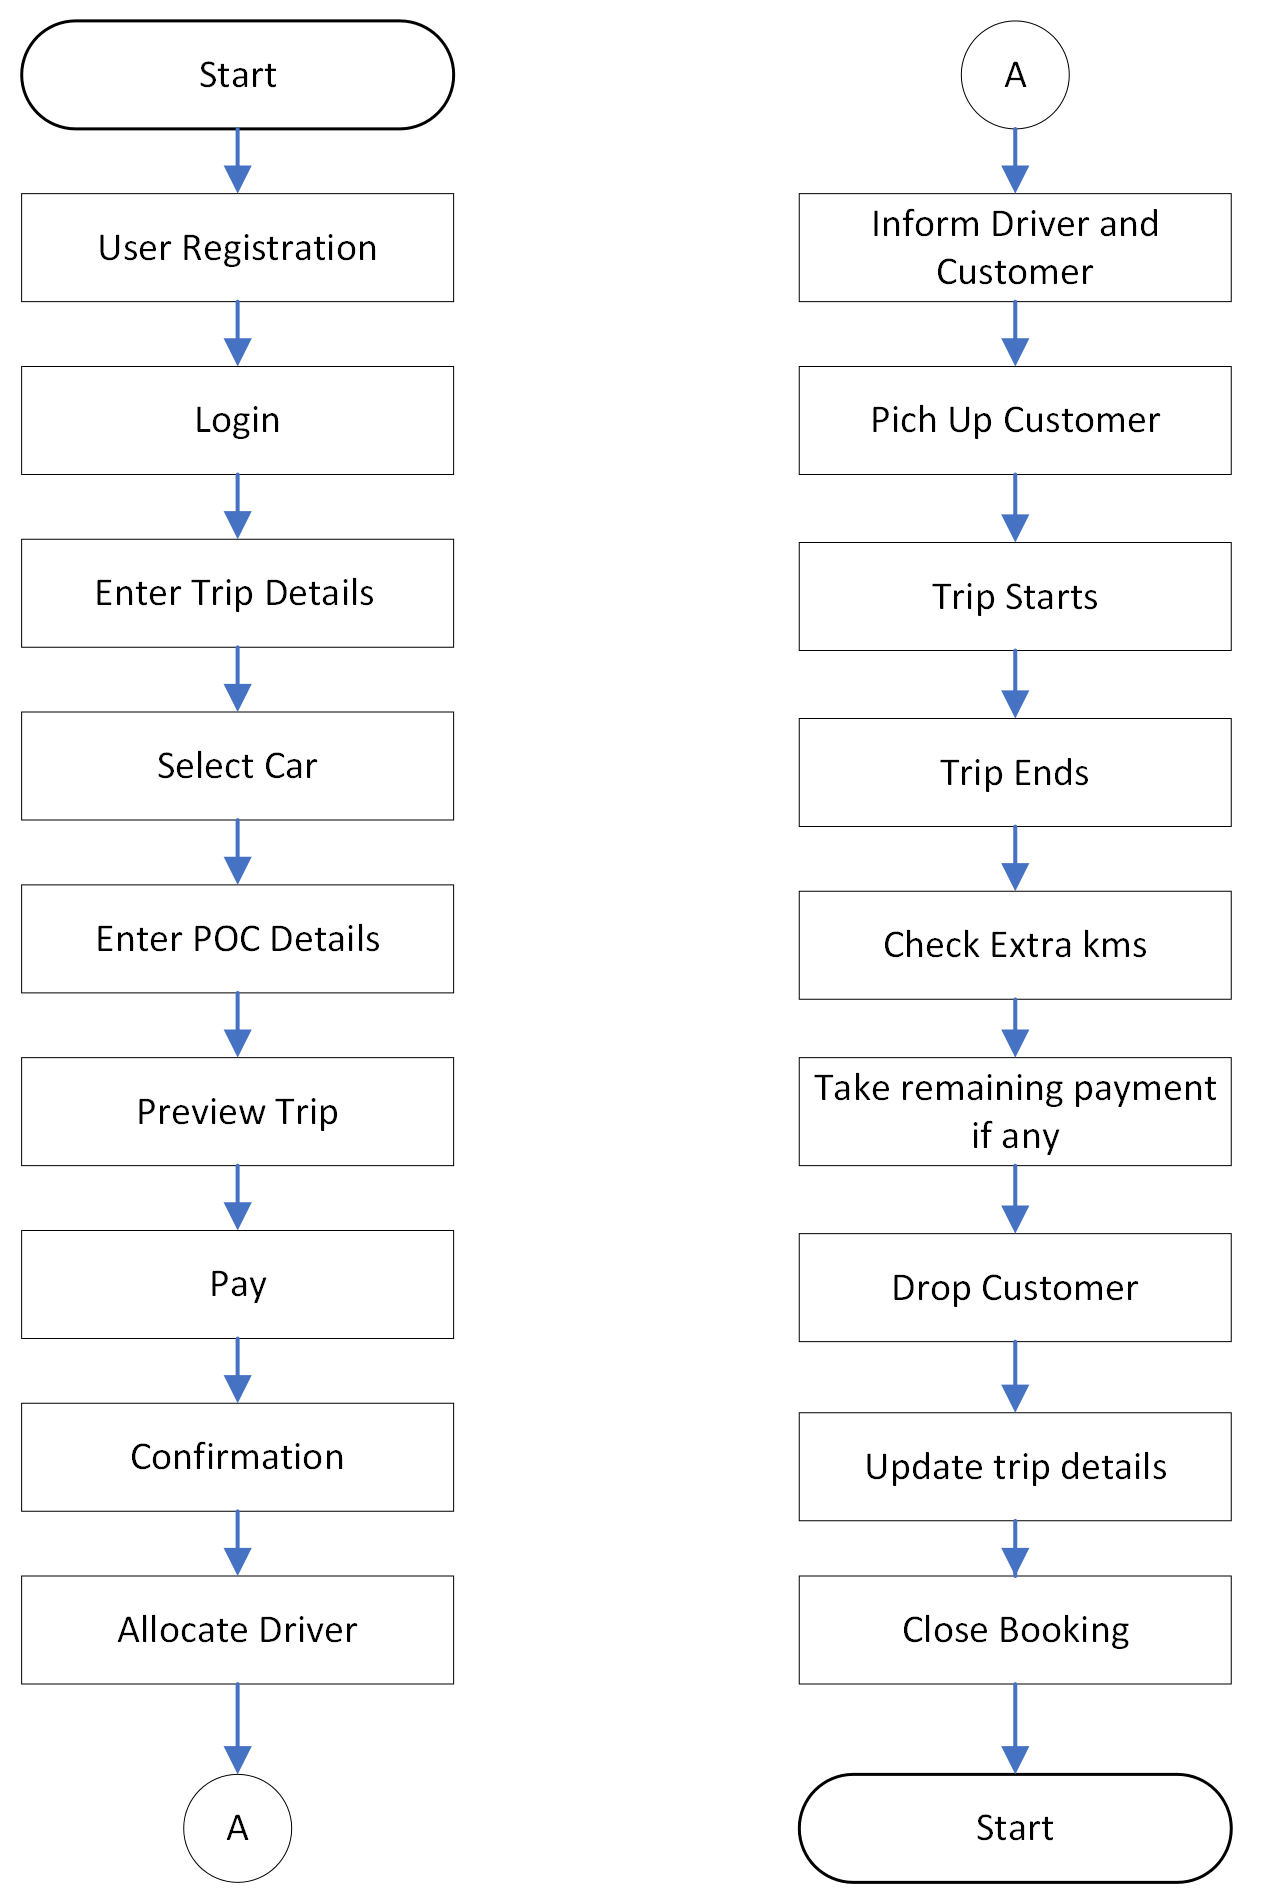 Start
User Registration
Login
Enter Trip Details
Select Car
Enter POC Details
Preview Trip
Pay
Confirmation
Allocate Driver
A
A
Inform Driver and
Customer
Pich Up Customer
Trip Starts
Trip Ends
Check Extra kms
Take remaining payment
if any
Drop Customer
Update trip details
Close Booking
Start